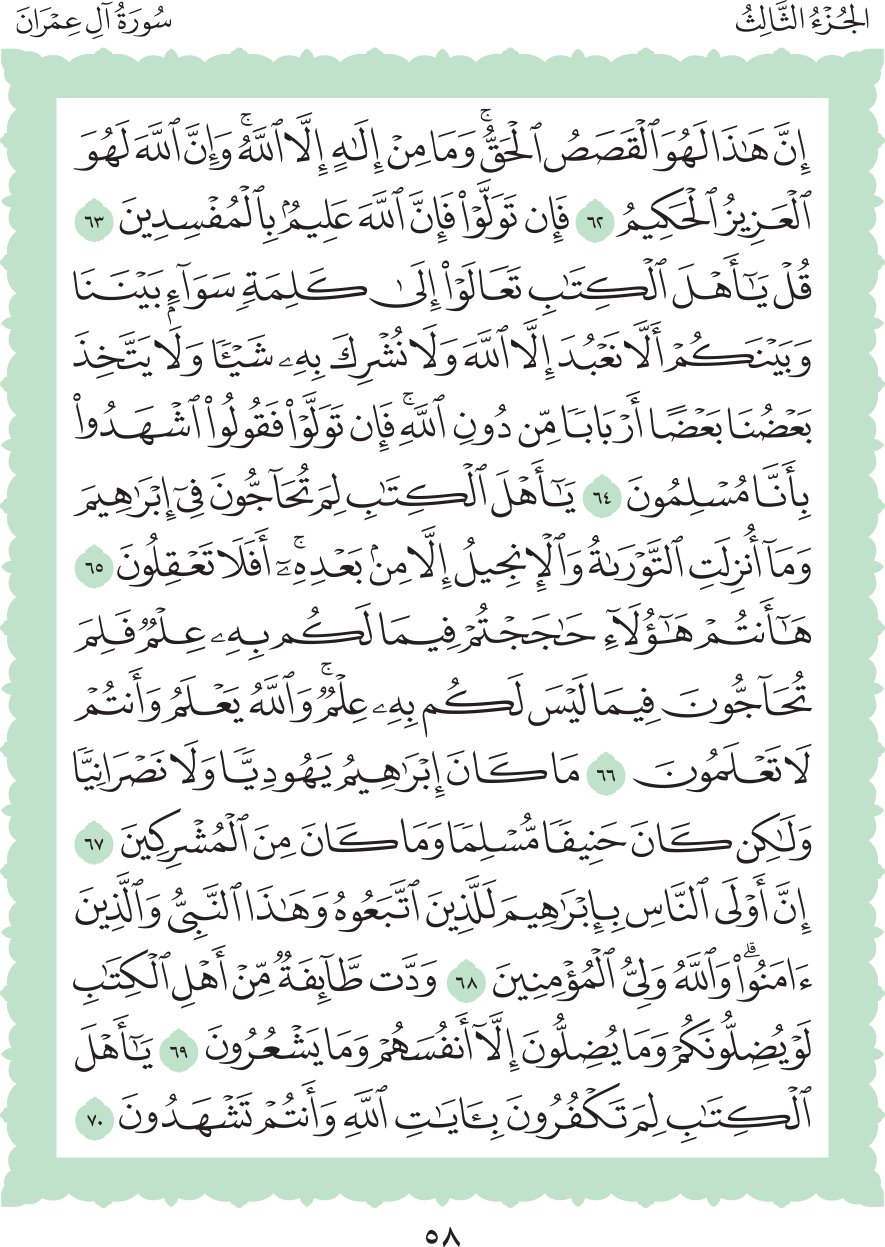 الجُزْءُ الثَّالِثُ
سُورَةُ آلِ عِمْرَانَ
إِنَّ هَـٰذَا لَهُوَ ٱلْقَصَصُ ٱلْحَقُّۚ وَمَا مِنْ إِلَـٰهٍ إِلَّا ٱللَّهُۚ وَإِنَّ ٱللَّهَ لَهُوَ
ٱلْعَزِيزُ ٱلْحَكِيمُ ٦٢ فَإِن تَوَلَّوْا۟ فَإِنَّ ٱللَّهَ عَلِيمٌۢ بِٱلْمُفْسِدِينَ ٦٣
قُلْ يَـٰٓأَهْلَ ٱلْكِتَـٰبِ تَعَالَوْا۟ إِلَىٰ كَلِمَةٍ سَوَآءٍۭ بَيْنَنَا
وَبَيْنَكُمْ أَلَّا نَعْبُدَ إِلَّا ٱللَّهَ وَلَا نُشْرِكَ بِهِۦ شَيْـًٔا وَلَا يَتَّخِذَ
بَعْضُنَا بَعْضًا أَرْبَابًا مِّن دُونِ ٱللَّهِۚ فَإِن تَوَلَّوْا۟ فَقُولُوا۟ ٱشْهَدُوا۟
بِأَنَّا مُسْلِمُونَ ٦٤ يَـٰٓأَهْلَ ٱلْكِتَـٰبِ لِمَ تُحَآجُّونَ فِىٓ إِبْرَٰهِيمَ
وَمَآ أُنزِلَتِ ٱلتَّوْرَىٰةُ وَٱلْإِنجِيلُ إِلَّا مِنۢ بَعْدِهِۦٓۚ أَفَلَا تَعْقِلُونَ ٦٥
هَـٰٓأَنتُمْ هَـٰٓؤُلَآءِ حَـٰجَجْتُمْ فِيمَا لَكُم بِهِۦ عِلْمٌ فَلِمَ
تُحَآجُّونَ فِيمَا لَيْسَ لَكُم بِهِۦ عِلْمٌۚ وَٱللَّهُ يَعْلَمُ وَأَنتُمْ
لَا تَعْلَمُونَ ٦٦ مَا كَانَ إِبْرَٰهِيمُ يَهُودِيًّا وَلَا نَصْرَانِيًّا
وَلَـٰكِن كَانَ حَنِيفًا مُّسْلِمًا وَمَا كَانَ مِنَ ٱلْمُشْرِكِينَ ٦٧
إِنَّ أَوْلَى ٱلنَّاسِ بِإِبْرَٰهِيمَ لَلَّذِينَ ٱتَّبَعُوهُ وَهَـٰذَا ٱلنَّبِىُّ وَٱلَّذِينَ
ءَامَنُوا۟ۗ وَٱللَّهُ وَلِىُّ ٱلْمُؤْمِنِينَ ٦٨ وَدَّت طَّآئِفَةٌ مِّنْ أَهْلِ ٱلْكِتَـٰبِ
لَوْ يُضِلُّونَكُمْ وَمَا يُضِلُّونَ إِلَّآ أَنفُسَهُمْ وَمَا يَشْعُرُونَ ٦٩ يَـٰٓأَهْلَ
ٱلْكِتَـٰبِ لِمَ تَكْفُرُونَ بِـَٔايَـٰتِ ٱللَّهِ وَأَنتُمْ تَشْهَدُونَ ٧٠
٥٨